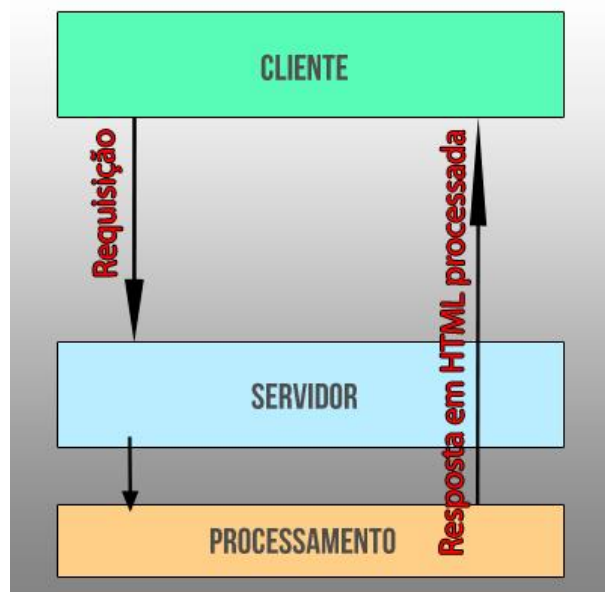 CLIENTE
Requisição
Resposta em HTML processada
SERVIDOR
PROCESSAMENTO